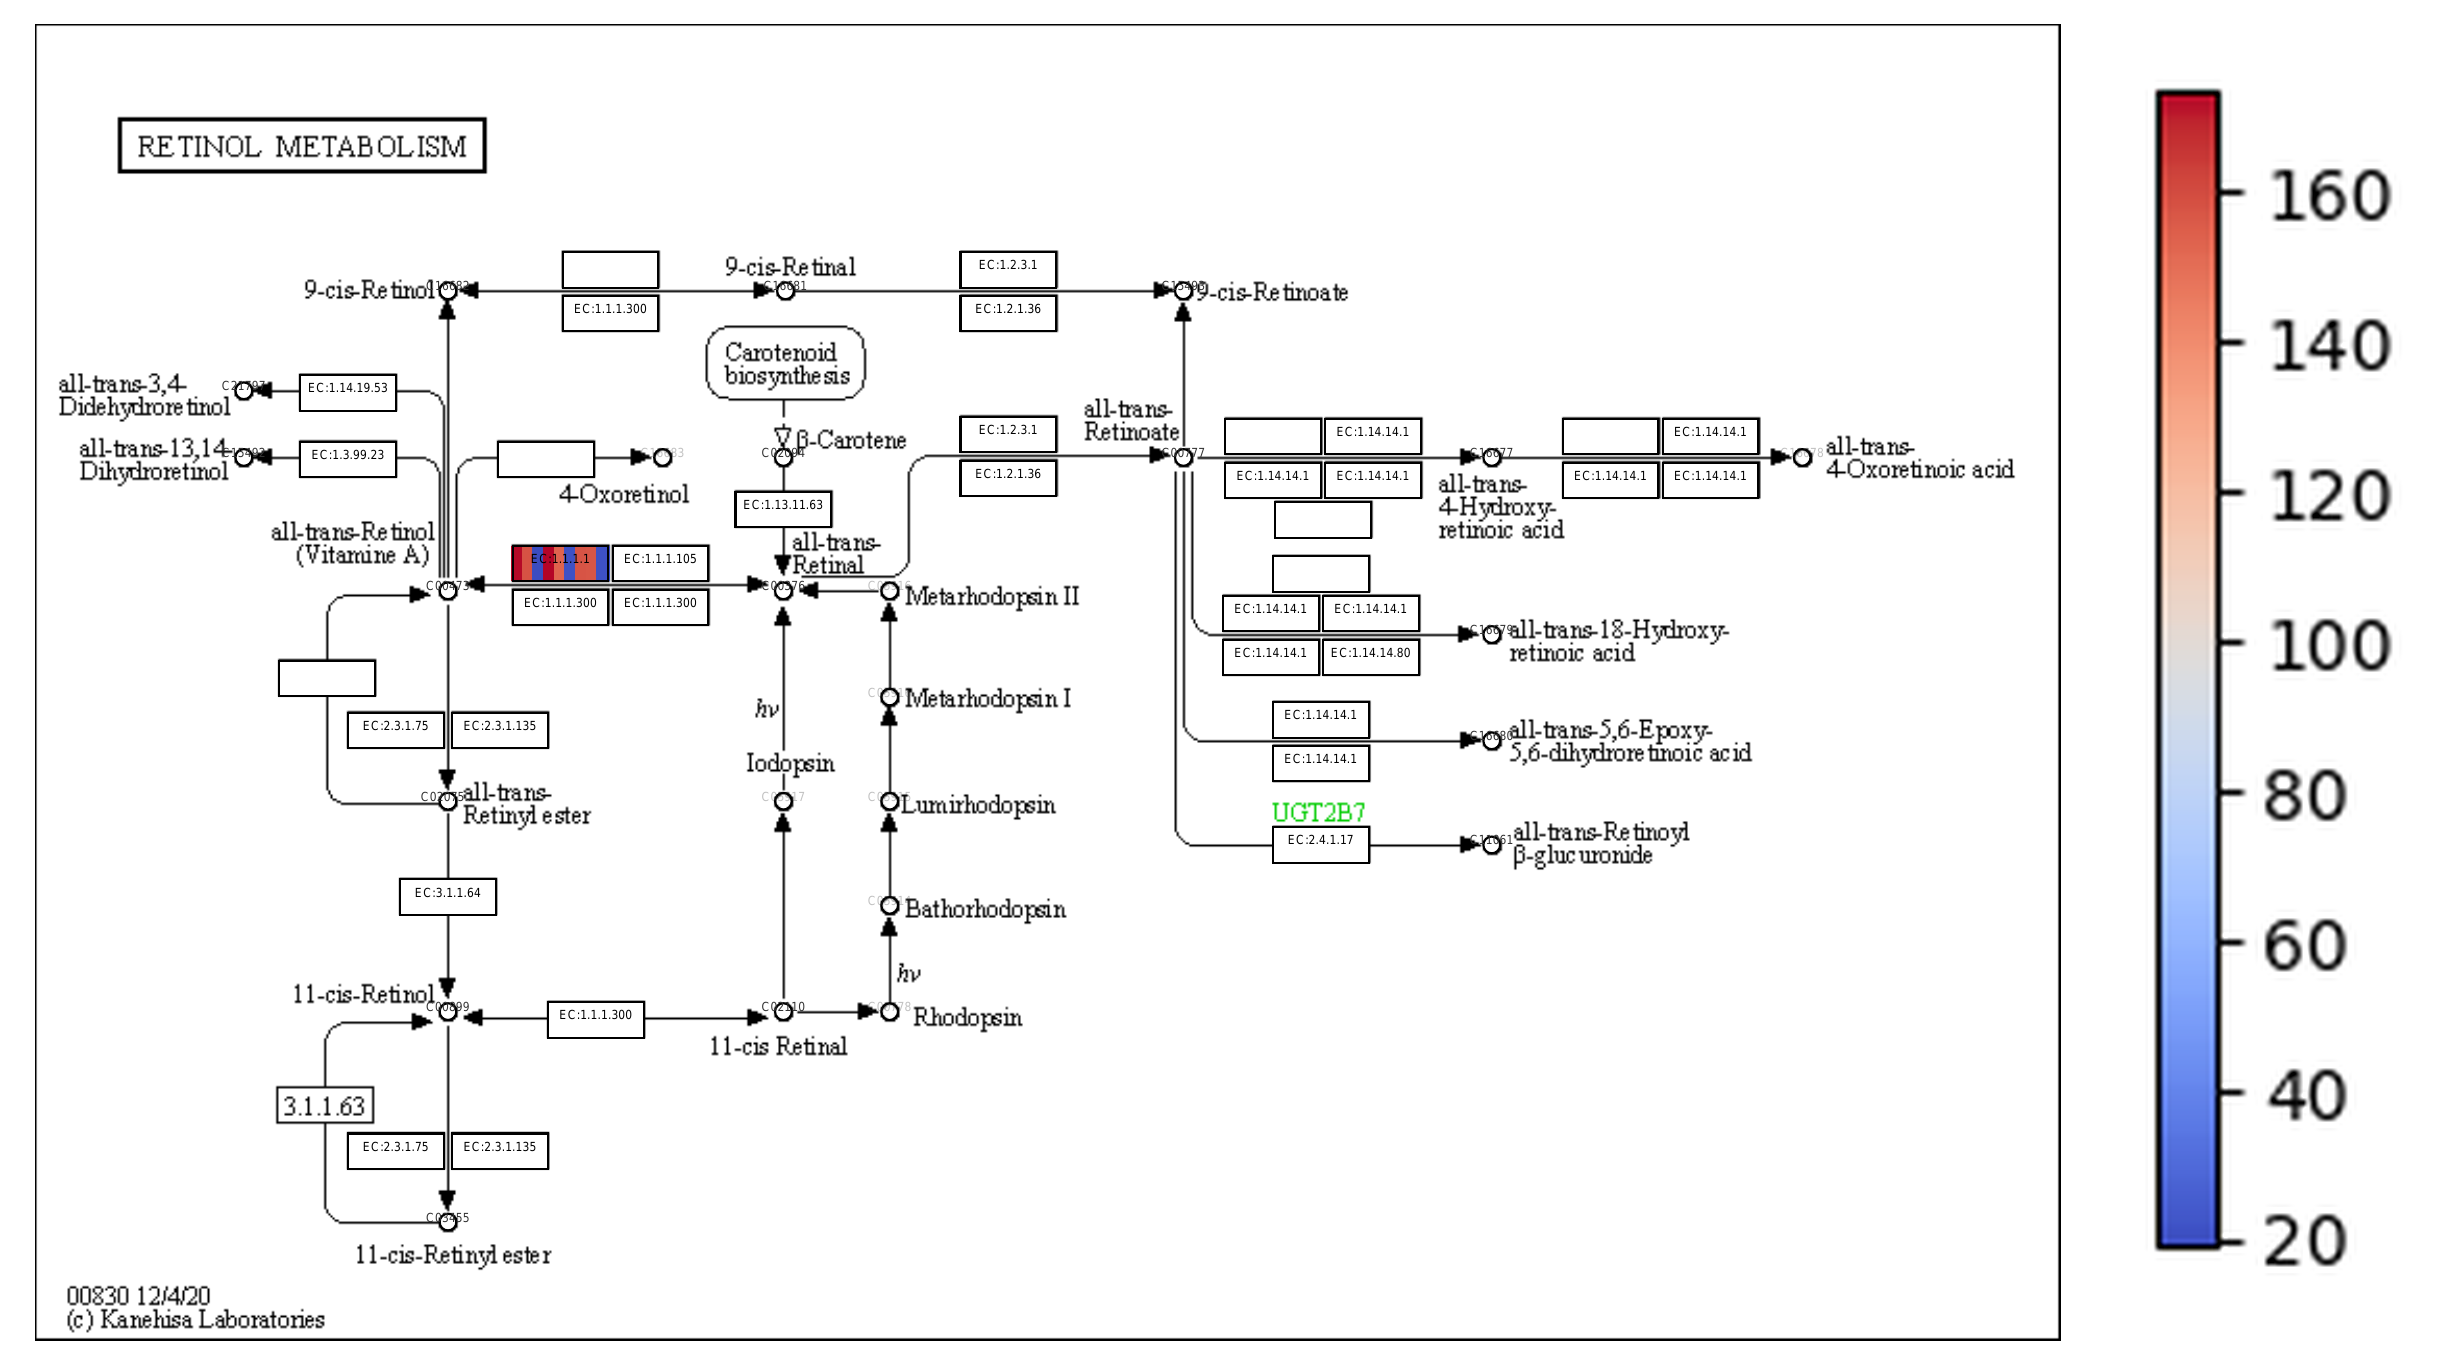 RETINOL METABOLISM
9-cis-Retinol
EC:1.1.1.300
9-cis-Retinal
EC:1.2.3.1
EC:1.2.1.36
9-cis-Retinoate
Carotenoid
biosynthesis
all-trans-3,4-
Didehydroretinol
EC:1.14.19.53
all-trans-13,14-
Dihydroretinol
EC:1.3.99.23
4-Oxoretinol
β-Carotene
EC:1.13.11.63
EC:1.2.3.1
EC:1.2.1.36
all-trans-
Retinoate
C00777
EC:1.14.14.1
EC:1.14.14.1
EC:1.14.14.1
C16677
all-trans-
4-Hydroxy-
retinoic acid
EC:1.14.14.1
EC:1.14.14.1
EC:1.14.14.1
all-trans-
4-Oxoretinoic acid
all-trans-Retinol
(Vitamine A)
C00473
EC:1.1.1.1
EC:1.1.1.105
EC:1.1.1.300
EC:1.1.1.300
all-trans-
Retinal
C00376
Metarhodopsin II
EC:1.14.14.1
EC:1.14.14.1
EC:1.14.14.1
EC:1.14.14.80
C16679
all-trans-18-Hydroxy-
retinoic acid
Metarhodopsin I
hν
Iodopsin
EC:2.3.1.75
EC:2.3.1.135
EC:1.14.14.1
EC:1.14.14.1
C16680
all-trans-5,6-Epoxy-
5,6-dihydroretinoic acid
C02075
all-trans-
Retinyl ester
Lumirhodopsin
UGT2B7
EC:2.4.1.17
C11061
all-trans-Retinoyl
β-glucuronide
EC:3.1.1.64
Bathorhodopsin
hν
11-cis-Retinol
C00899
EC:1.1.1.300
C02110
11-cis Retinal
Rhodopsin
3.1.1.63
EC:2.3.1.75
EC:2.3.1.135
C03455
11-cis-Retinyl ester
00830 12/4/20
(c) Kanehisa Laboratories
160
140
120
100
80
60
40
20